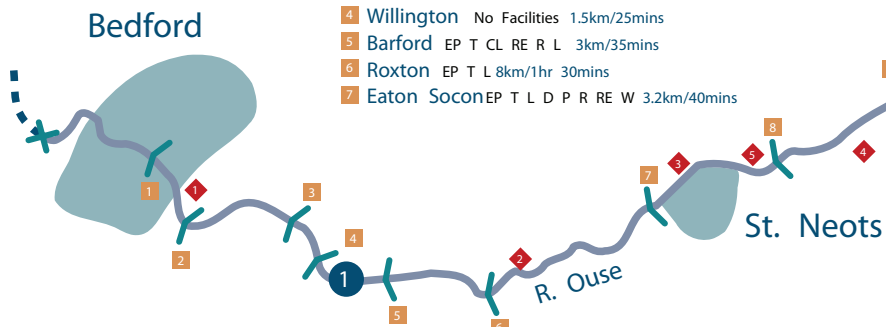 Bedford
4 Willington No Facilities 1.5km/25mins
5 Barford EP T CL RE R L 3km/35mins
6 Roxton EP T L 8km/1hr 30mins
7 Eaton Socon EP T L D P R RE W 3.2km/40mins
8
3
5
4
1
1
7
3
4
St. Neots
2
2
1
R. Ouse
5
6